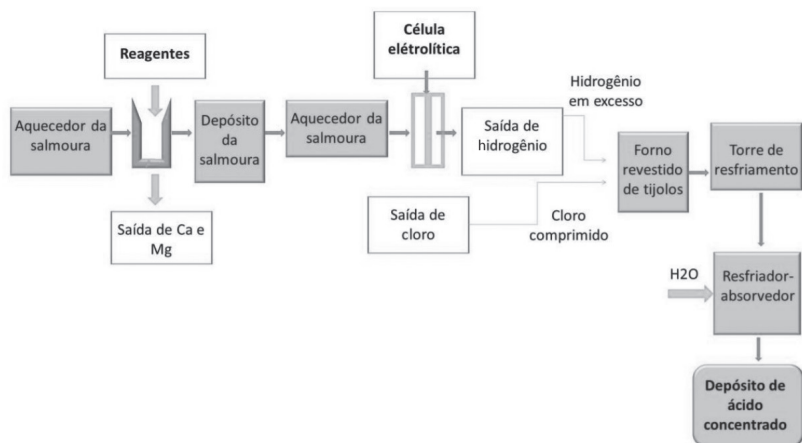 Reagentes
Célula
elétrolítica
Aquecedor da
salmoura
Depósito
da
salmoura
Aquecedor da
salmoura
Saída de
hidrogênio
Hidrogênio
em excesso
Forno
revestido
de tijolos
Torre de
resfriamento
Saída de Ca e
Mg
Saída de
cloro
Cloro
comprimido
H2O
Resfriador-
absorvedor
Depósito de
ácido
concentrado